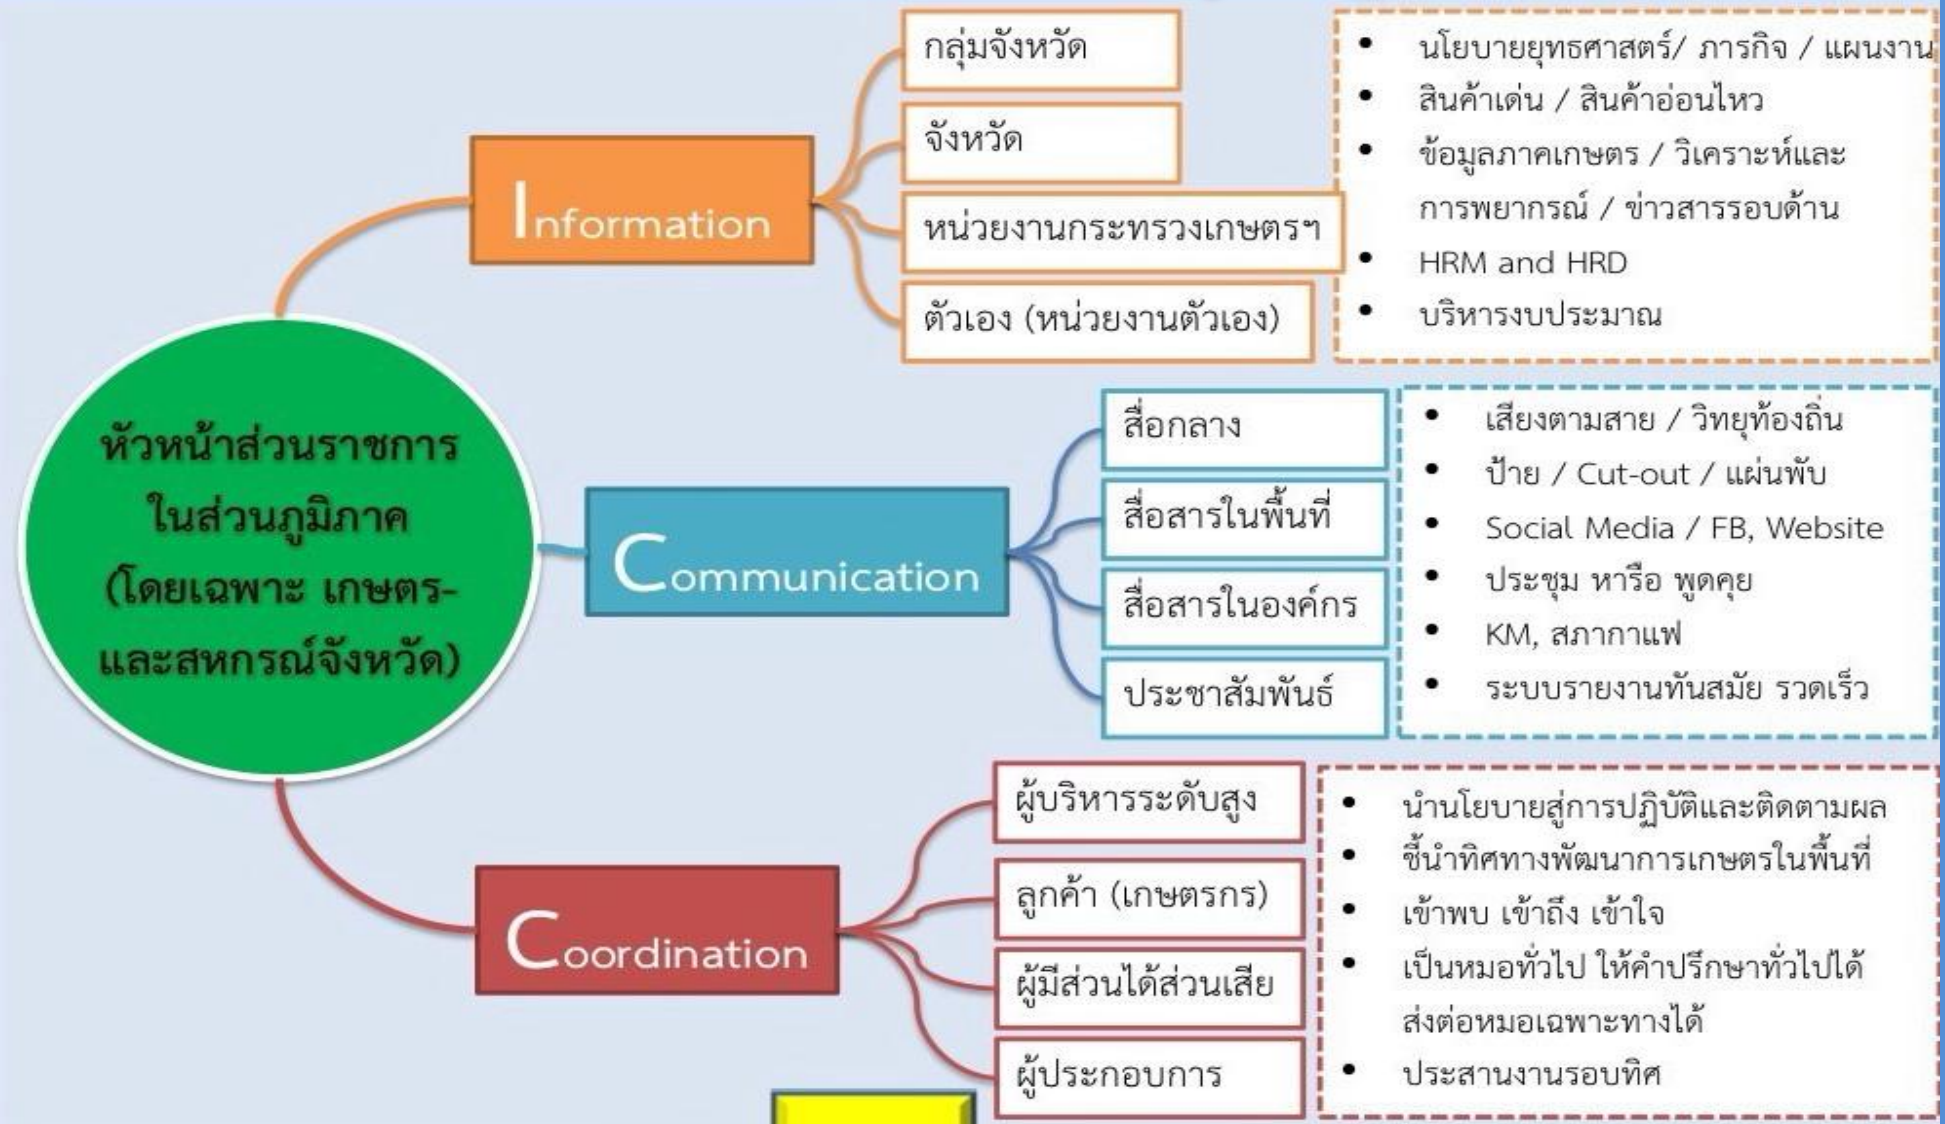 หัวหน้าส่วนราชการ
ในส่วนภูมิภาค
(โดยเฉพาะ เกษตร-
และสหกรณ์จังหวัด)
Information
กลุ่มจังหวัด
จังหวัด
หน่วยงานกระทรวงเกษตรฯ
ตัวเอง (หน่วยงานตัวเอง)
• นโยบายยุทธศาสตร์/ ภารกิจ / แผนงาน
• สินค้าเด่น / สินค้าอ่อนไหว
• ข้อมูลภาคเกษตร / วิเคราะห์และ
การพยากรณ์ / ข่าวสารรอบด้าน
• HRM and HRD
• บริหารงบประมาณ
Communication
สื่อกลาง
สื่อสารในพื้นที่
สื่อสารในองค์กร
ประชาสัมพันธ์
• เสียงตามสาย / วิทยุท้องถิ่น
• ป้าย / Cut-out / แผ่นพับ
• Social Media / FB, Website
• ประชุม หารือ พูดคุย
• KM, สภากาแฟ
• ระบบรายงานทันสมัย รวดเร็ว
Coordination
ผู้บริหารระดับสูง
ลูกค้า (เกษตรกร)
ผู้มีส่วนได้ส่วนเสีย
ผู้ประกอบการ
• นำนโยบายสู่การปฏิบัติและติดตามผล
• ชี้นำทิศทางพัฒนาการเกษตรในพื้นที่
• เข้าพบ เข้าถึง เข้าใจ
• เป็นหมอทั่วไป ให้คำปรึกษาทั่วไปได้
ส่งต่อหมอเฉพาะทางได้
• ประสานงานรอบทิศ